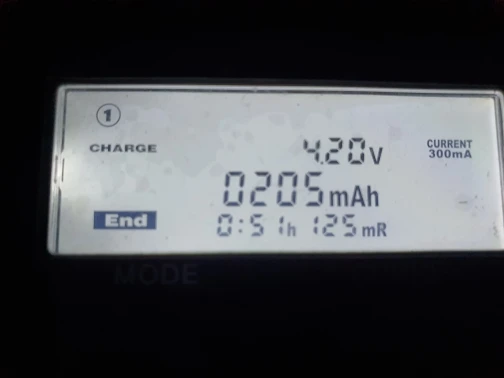 1
CHARGE 4.20V CURRENT 300mA
0205mAh
End 0:51h 125mR
MODE